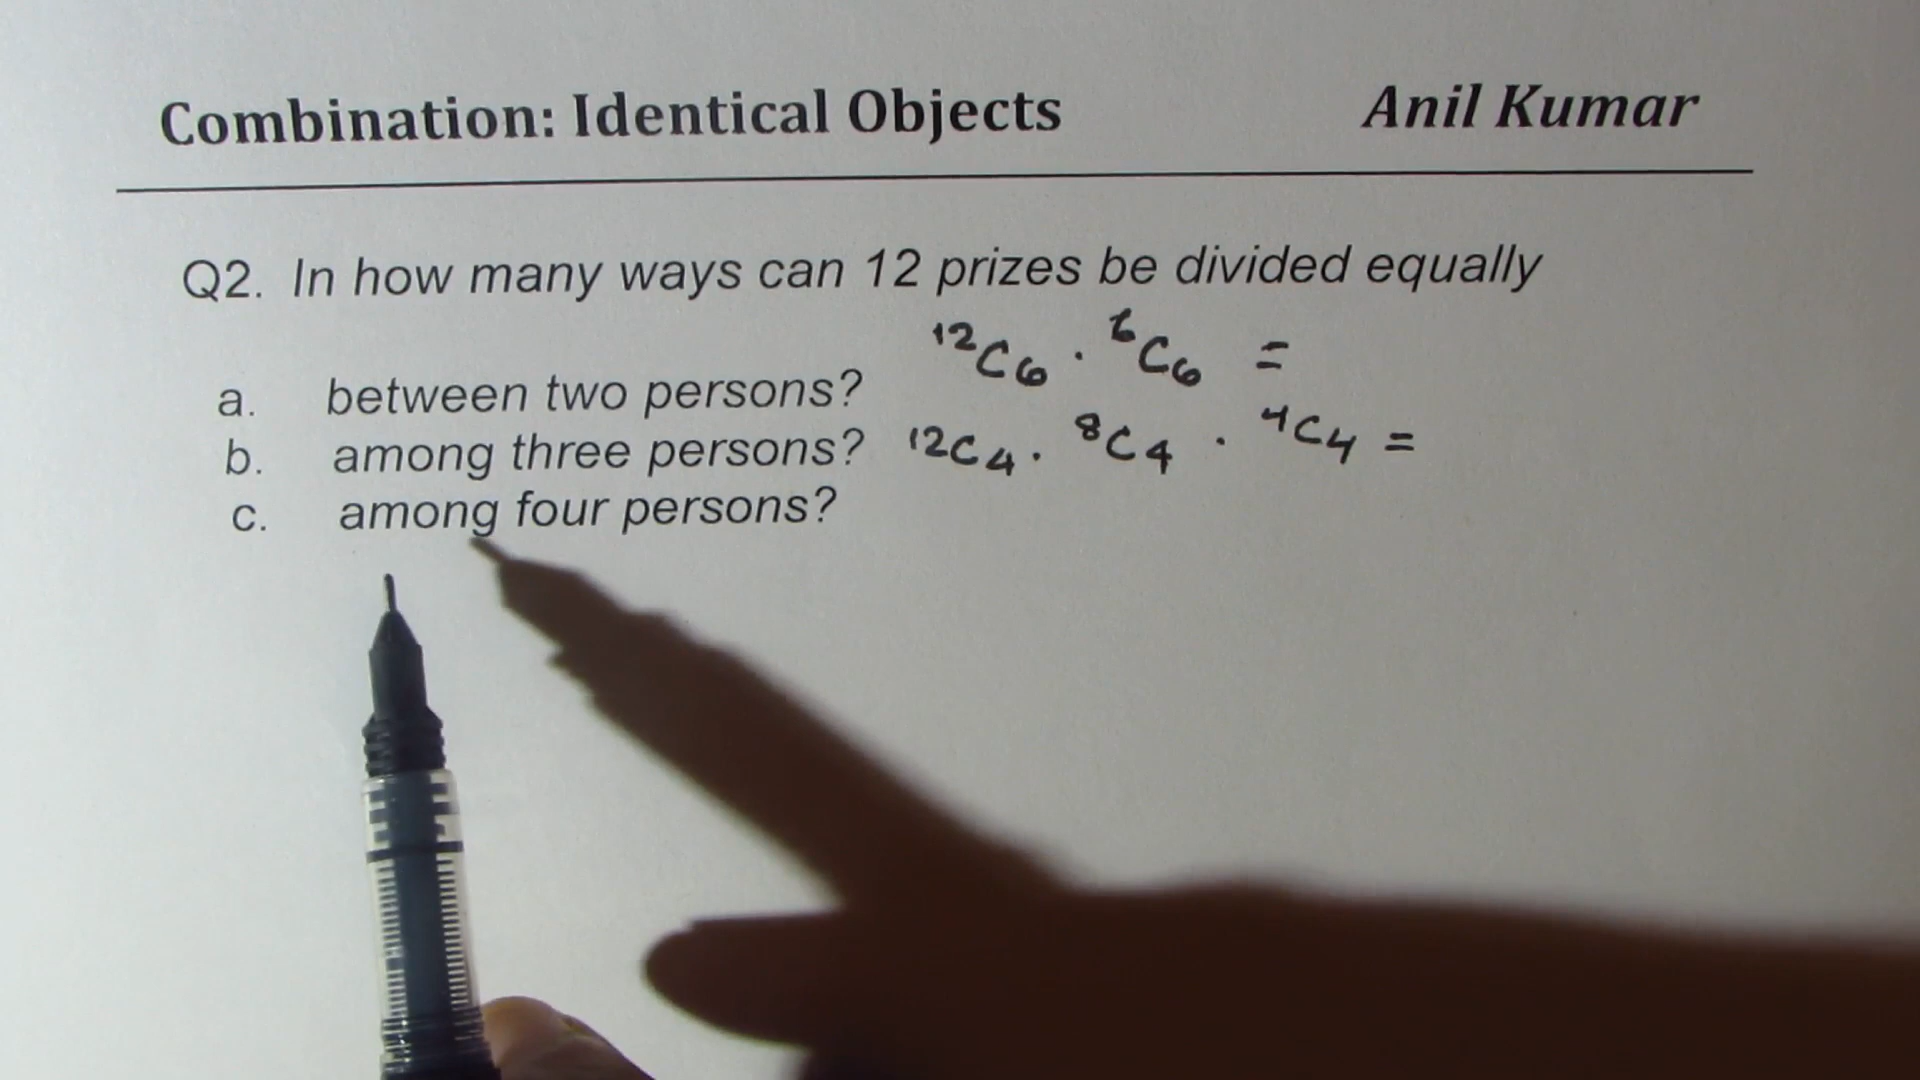 Combination: Identical Objects Anil Kumar
Q2. In how many ways can 12 prizes be divided equally
¹²C₆ · ⁶C₆ =
a. between two persons?
b. among three persons? ¹²C₄ · ⁸C₄ · ⁴C₄ =
c. among four persons?